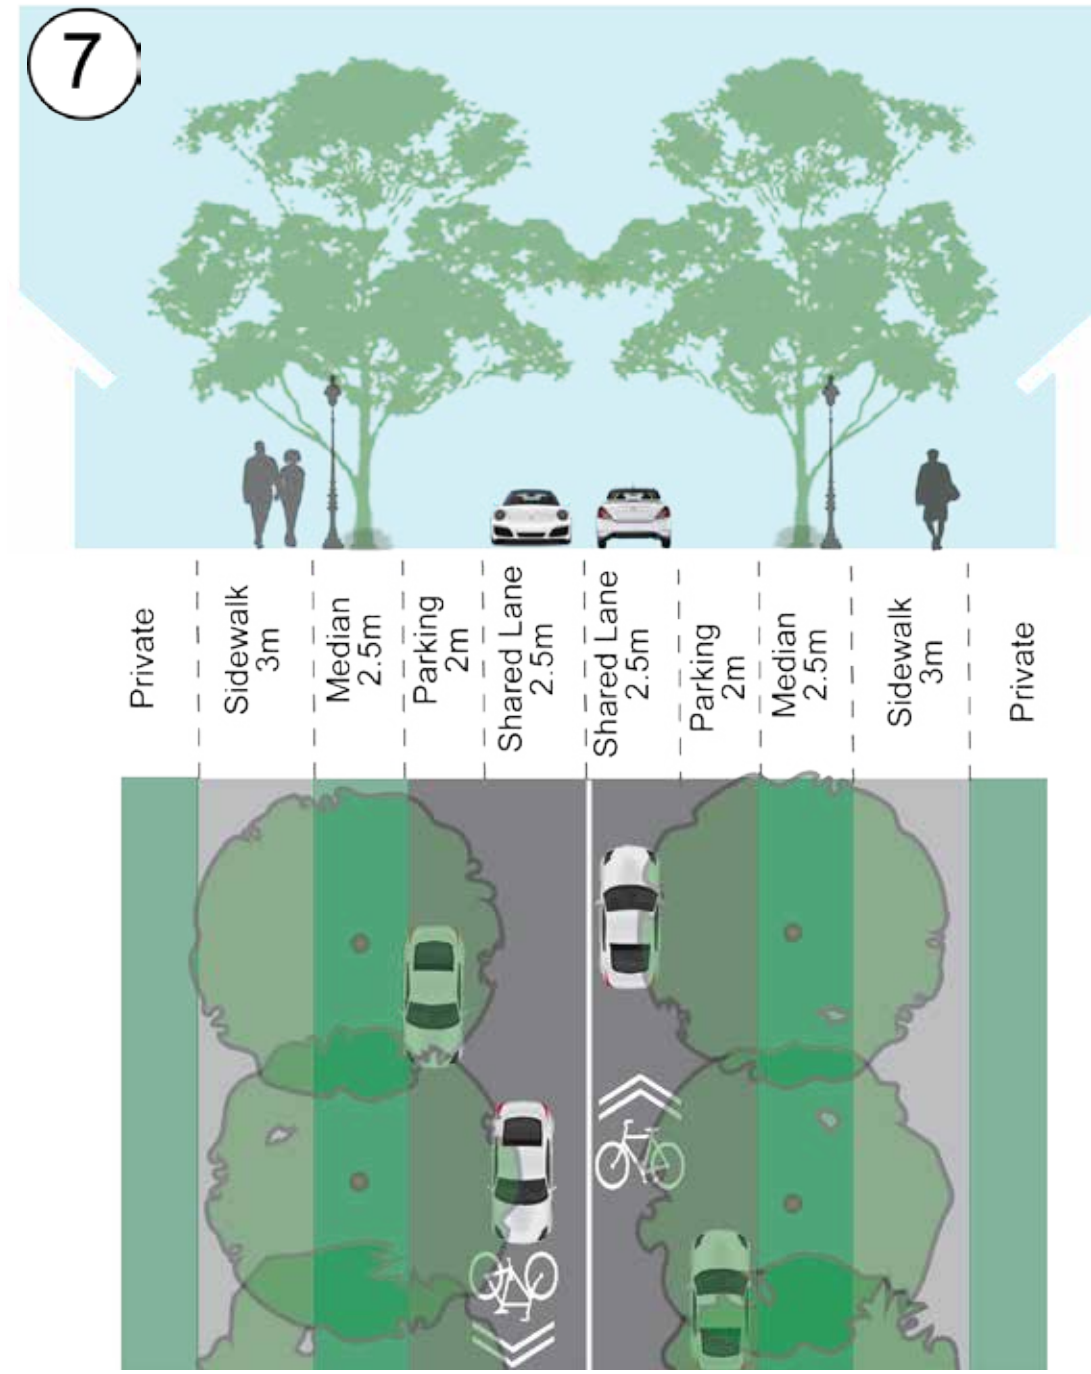 7
Private
Sidewalk
3m
Median
2.5m
Parking
2m
Shared Lane
2.5m
Shared Lane
2.5m
Parking
2m
Median
2.5m
Sidewalk
3m
Private